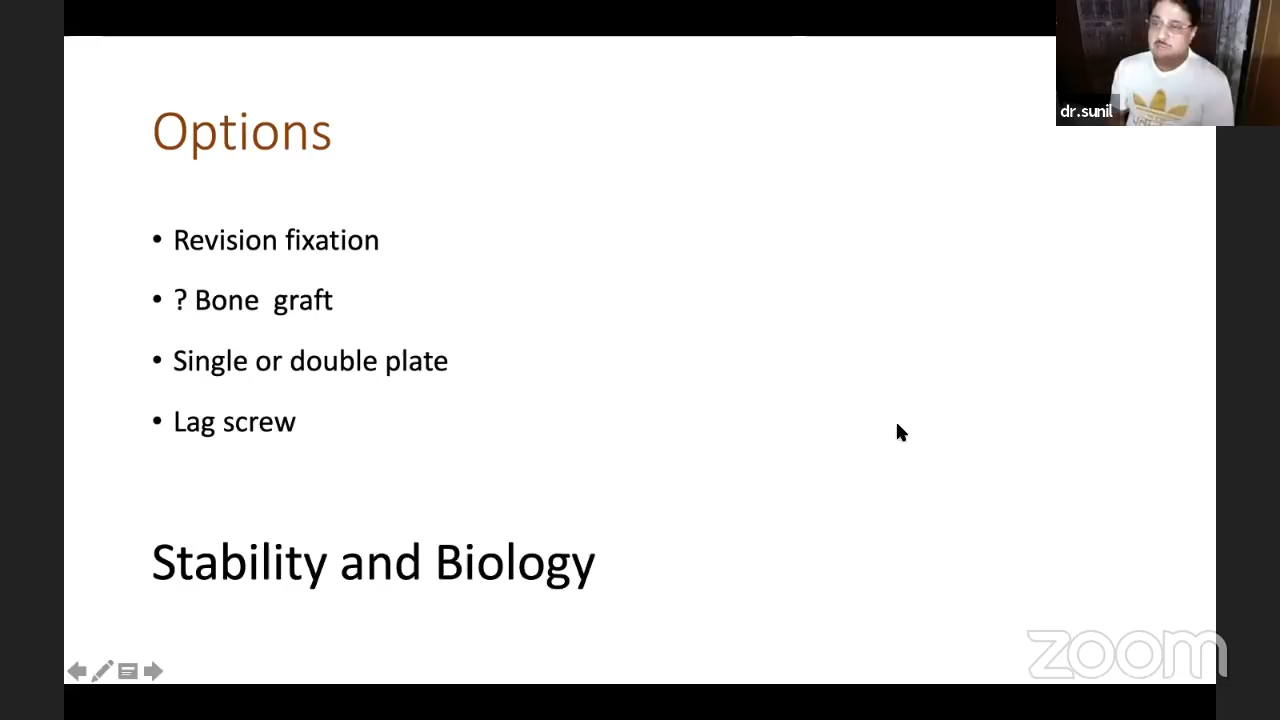 Options
• Revision fixation
• ? Bone graft
• Single or double plate
• Lag screw
Stability and Biology
dr.sunil
zoom